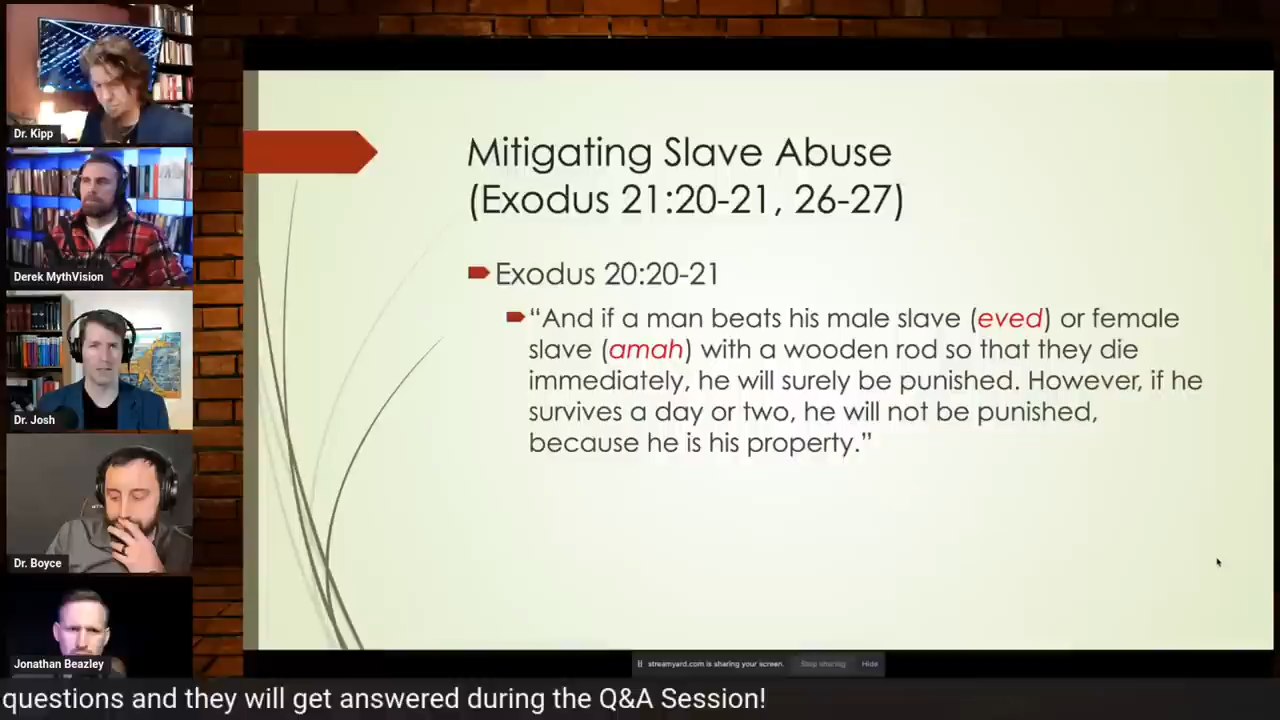 Dr. Kipp
Derek MythVision
Dr. Josh
Dr. Boyce
Jonathan Beazley
Mitigating Slave Abuse
(Exodus 21:20-21, 26-27)
Exodus 20:20-21
“And if a man beats his male slave (eved) or female
slave (amah) with a wooden rod so that they die
immediately, he will surely be punished. However, if he
survives a day or two, he will not be punished,
because he is his property.”
streamyard.com is sharing your screen. Stop sharing Hide
questions and they will get answered during the Q&A Session!